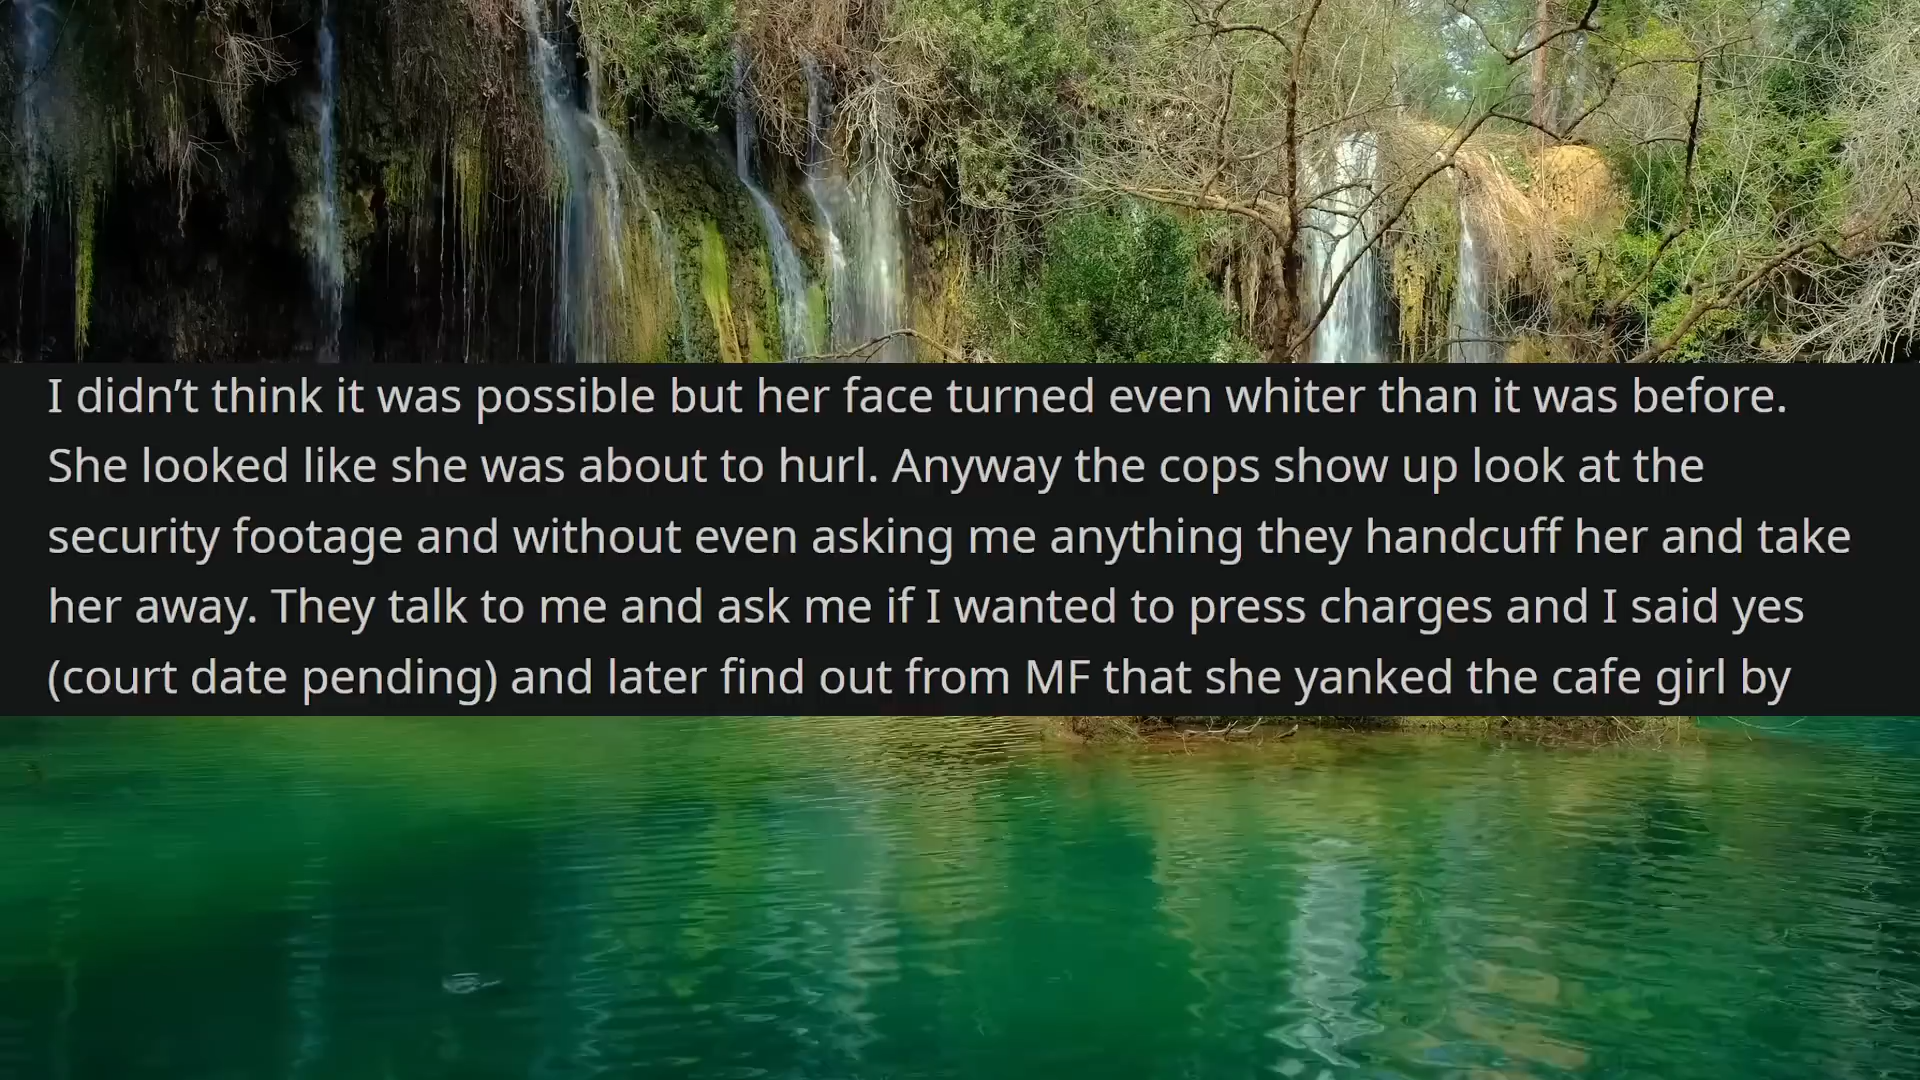 I didn’t think it was possible but her face turned even whiter than it was before.
She looked like she was about to hurl. Anyway the cops show up look at the
security footage and without even asking me anything they handcuff her and take
her away. They talk to me and ask me if I wanted to press charges and I said yes
(court date pending) and later find out from MF that she yanked the cafe girl by